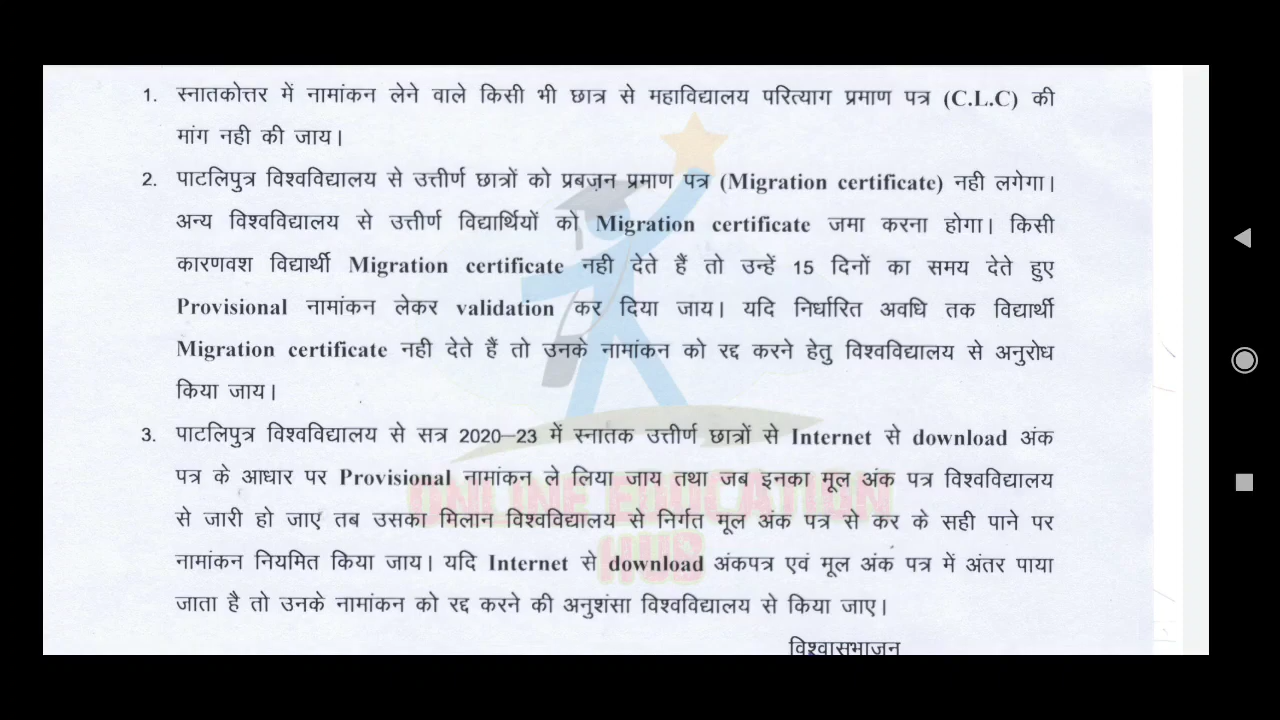 1. स्नातकोत्तर में नामांकन लेने वाले किसी भी छात्र से महाविद्यालय परित्याग प्रमाण पत्र (C.L.C) की
मांग नही की जाय।
2. पाटलिपुत्र विश्वविद्यालय से उत्तीर्ण छात्रों को प्रबज़न प्रमाण पत्र (Migration certificate) नही लगेगा।
अन्य विश्वविद्यालय से उत्तीर्ण विद्यार्थियों को Migration certificate जमा करना होगा। किसी
कारणवश विद्यार्थी Migration certificate नही देते हैं तो उन्हें 15 दिनों का समय देते हुए
Provisional नामांकन लेकर validation कर दिया जाय। यदि निर्धारित अवधि तक विद्यार्थी
Migration certificate नही देते हैं तो उनके नामांकन को रद्द करने हेतु विश्वविद्यालय से अनुरोध
किया जाय।
3. पाटलिपुत्र विश्वविद्यालय से सत्र 2020–23 में स्नातक उत्तीर्ण छात्रों से Internet से download अंक
पत्र के आधार पर Provisional नामांकन ले लिया जाय तथा जब इनका मूल अंक पत्र विश्वविद्यालय
से जारी हो जाए तब उसका मिलान विश्वविद्यालय से निर्गत मूल अंक पत्र से कर के सही पाने पर
नामांकन नियमित किया जाय। यदि Internet से download अंकपत्र एवं मूल अंक पत्र में अंतर पाया
जाता है तो उनके नामांकन को रद्द करने की अनुशंसा विश्वविद्यालय से किया जाए।
विश्वासभाजन
ONLINE EDUCATION
HUB